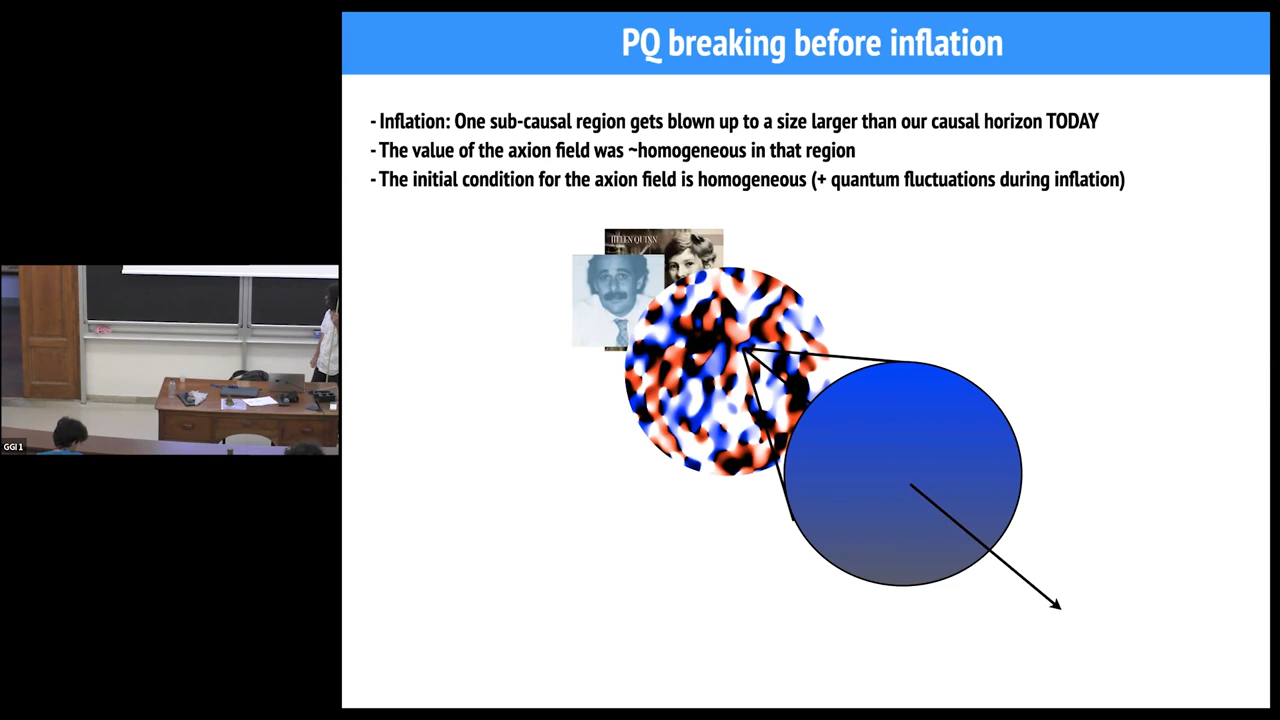 PQ breaking before inflation
- Inflation: One sub-causal region gets blown up to a size larger than our causal horizon TODAY
- The value of the axion field was ~homogeneous in that region
- The initial condition for the axion field is homogeneous (+ quantum fluctuations during inflation)
HELEN QUINN
GGI 1